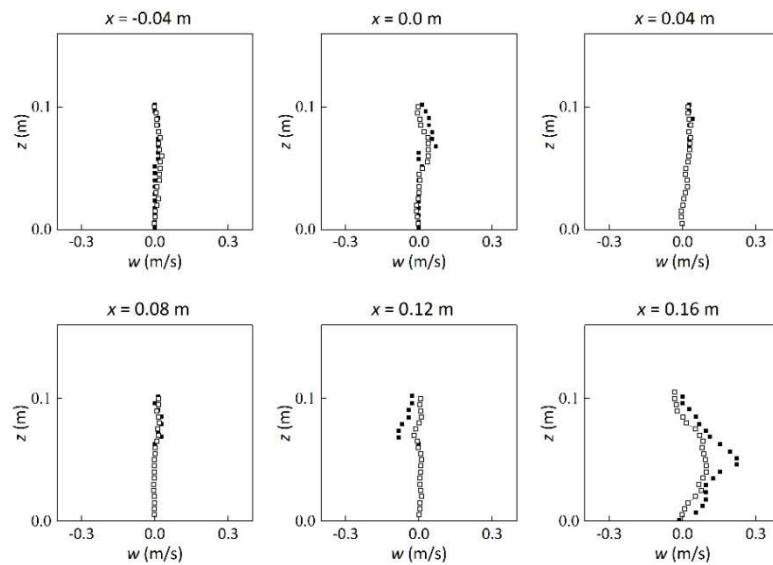 x = -0.04 m
x = 0.0 m
x = 0.04 m
0.1
0.1
0.1
z (m)
z (m)
z (m)
0.0
0.0
0.0
-0.3 0.0 0.3
-0.3 0.0 0.3
-0.3 0.0 0.3
w (m/s)
w (m/s)
w (m/s)
x = 0.08 m
x = 0.12 m
x = 0.16 m
0.1
0.1
0.1
z (m)
z (m)
z (m)
0.0
0.0
0.0
-0.3 0.0 0.3
-0.3 0.0 0.3
-0.3 0.0 0.3
w (m/s)
w (m/s)
w (m/s)